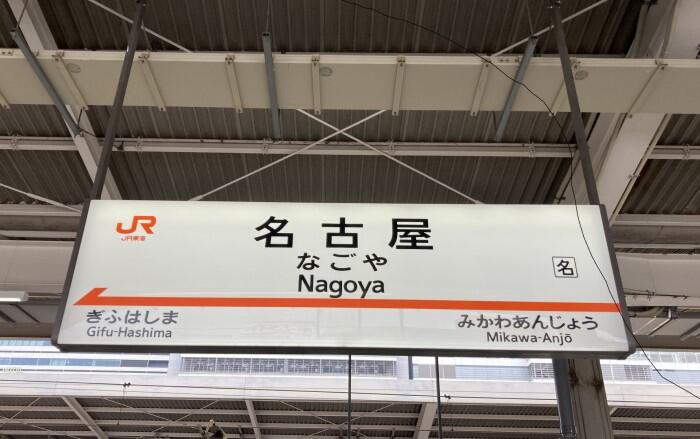 JR
JR東海
名古屋
なごや
Nagoya
名
ぎふはしま
Gifu-Hashima
みかわあんじょう
Mikawa-Anjō